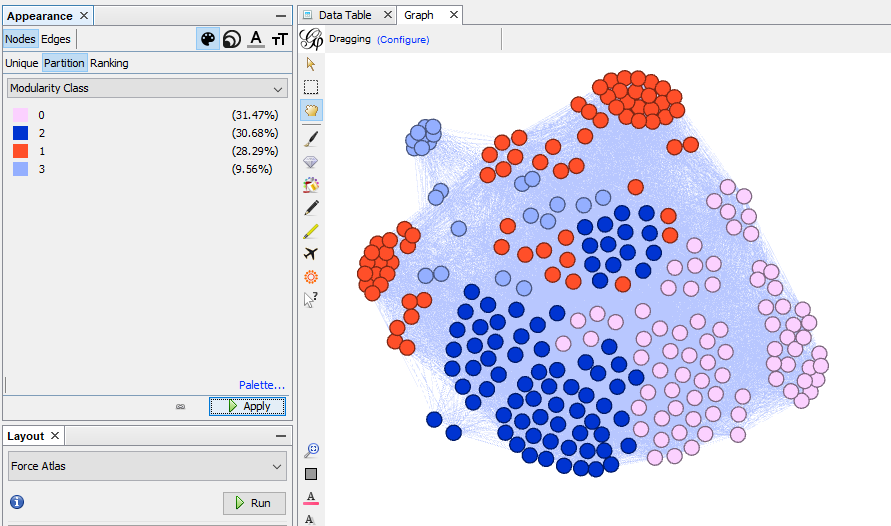 Appearance
Nodes Edges
Unique Partition Ranking
Modularity Class
0 (31.47%)
2 (30.68%)
1 (28.29%)
3 (9.56%)
Palette...
Apply
Layout
Force Atlas
Run
Data Table Graph
Dragging (Configure)